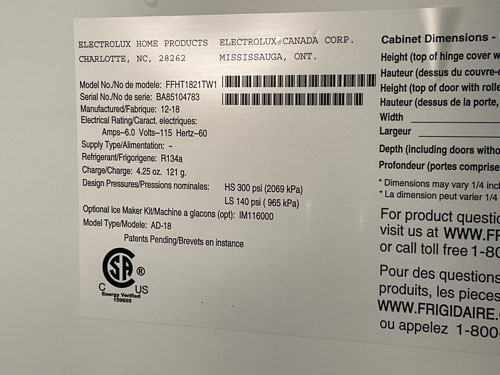 ELECTROLUX HOME PRODUCTS ELECTROLUX CANADA CORP.
CHARLOTTE, NC, 28262 MISSISSAUGA, ONT.
Model No./No de modele: FFHT1821TW1
Serial No./No de série: BA85104783
Manufacture/Fabrique: 12-18
Electrical Rating/Caract. electriques:
Amps–6.0 Volts–115 Hertz–60
Supply Type/Alimentation: –
Refrigerant/Frigorigene: R134a
Charge/Charge: 4.25 oz. 121 g.
Design Pressures/Pressions nominales: HS 300 psi (2069 kPa)
LS 140 psi ( 965 kPa)
Optional Ice Maker Kit/Machine a glacons (opt): IM116000
Model Type/Modele: AD-18
Patents Pending/Brevets en instance
CSA ®
C US
Energy Verified
159605
Cabinet Dimensions -
Height (top of hinge cover w
Hauteur (dessus du couvre-c
Height (top of door with rolle
Hauteur (dessus de la porte,
Width
Largeur
Depth (including doors witho
Profondeur (portes comprise
* Dimensions may vary 1/4 inc
* La dimension peut varier 1/4
For product questio
visit us at WWW.FR
or call toll free 1-80
Pour des questions
produits, les pieces
WWW.FRIGIDAIRE.
ou appelez 1-800-